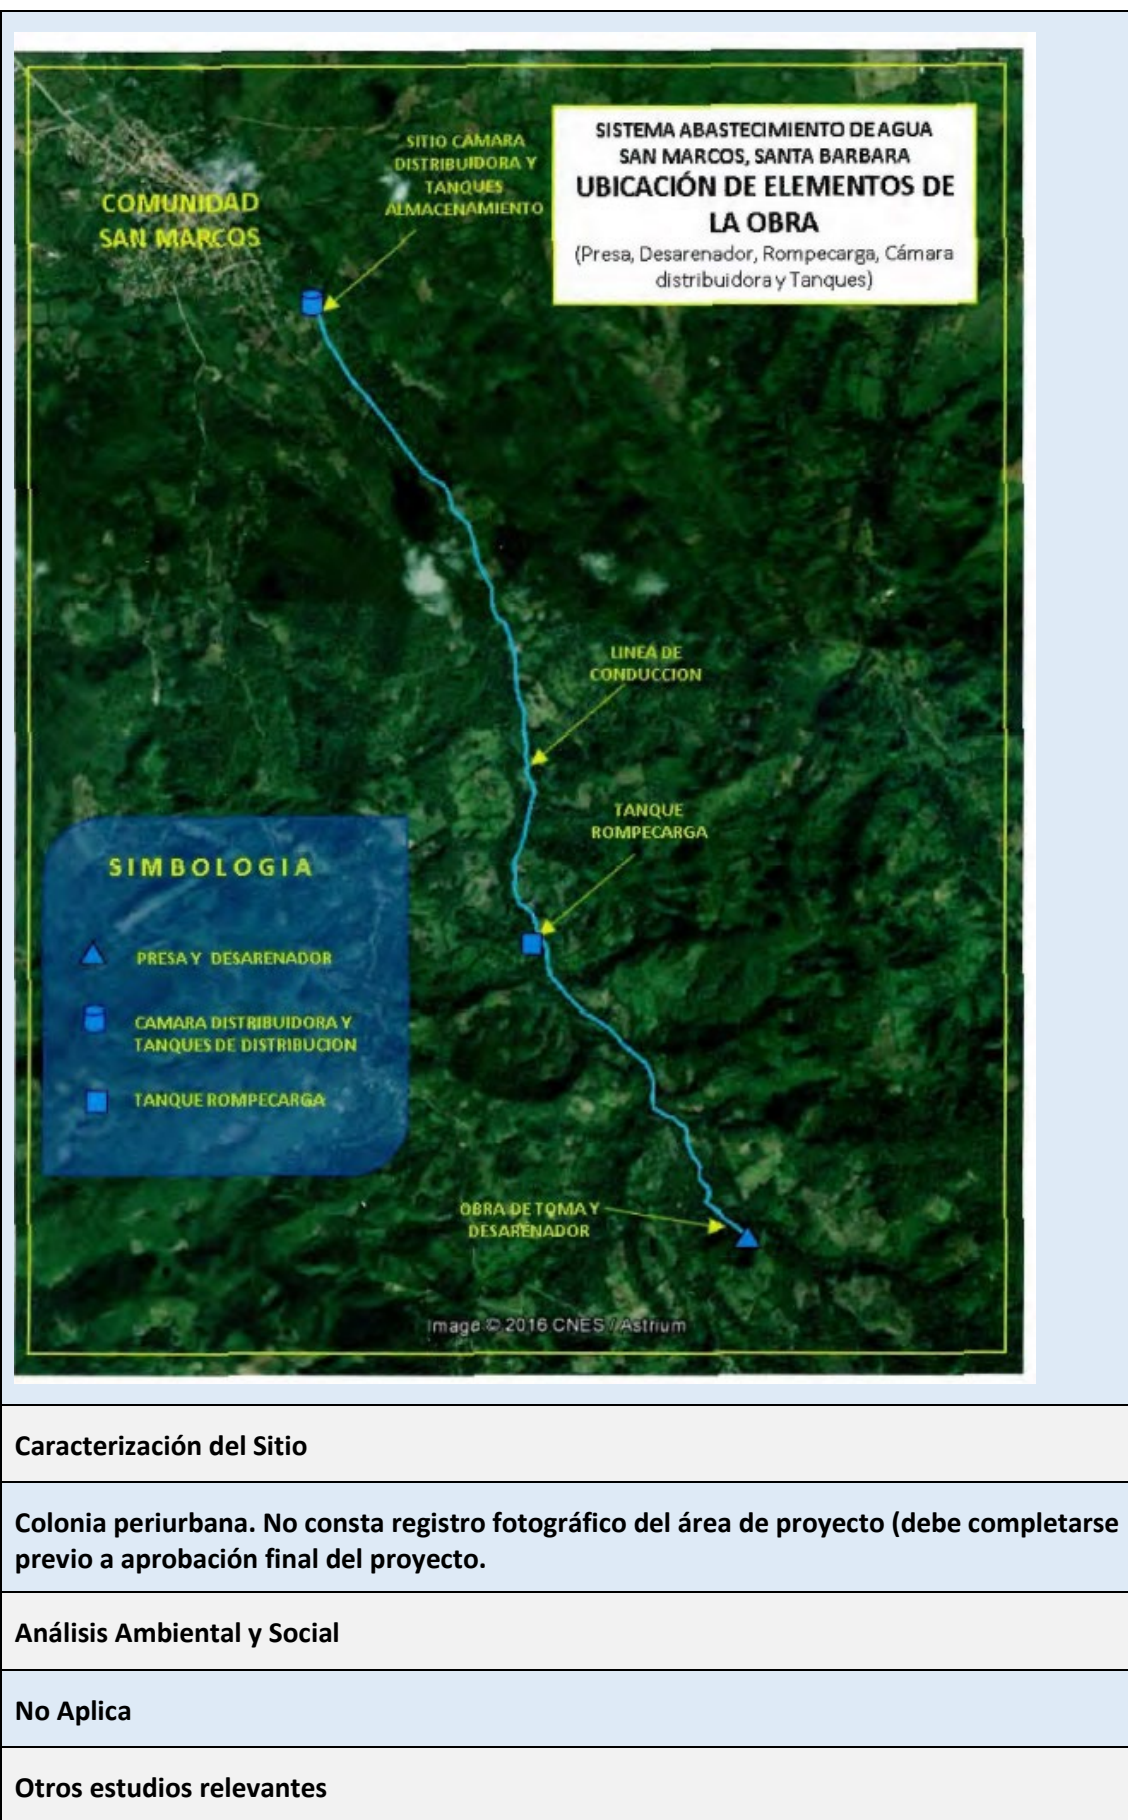 SISTEMA ABASTECIMIENTO DE AGUA
SAN MARCOS, SANTA BARBARA
UBICACIÓN DE ELEMENTOS DE
LA OBRA
(Presa, Desarenador, Rompecarga, Cámara
distribuidora y Tanques)
SITIO CAMARA
DISTRIBUIDORA Y
TANQUES
ALMACENAMIENTO
COMUNIDAD
SAN MARCOS
LINEA DE
CONDUCCION
TANQUE
ROMPECARGA
SIMBOLOGIA
PRESA Y DESARENADOR
CAMARA DISTRIBUIDORA Y
TANQUES DE DISTRIBUCION
TANQUE ROMPECARGA
OBRA DE TOMA Y
DESARENADOR
Image © 2016 CNES / Astrium
Caracterización del Sitio
Colonia periurbana. No consta registro fotográfico del área de proyecto (debe completarse
previo a aprobación final del proyecto.
Análisis Ambiental y Social
No Aplica
Otros estudios relevantes